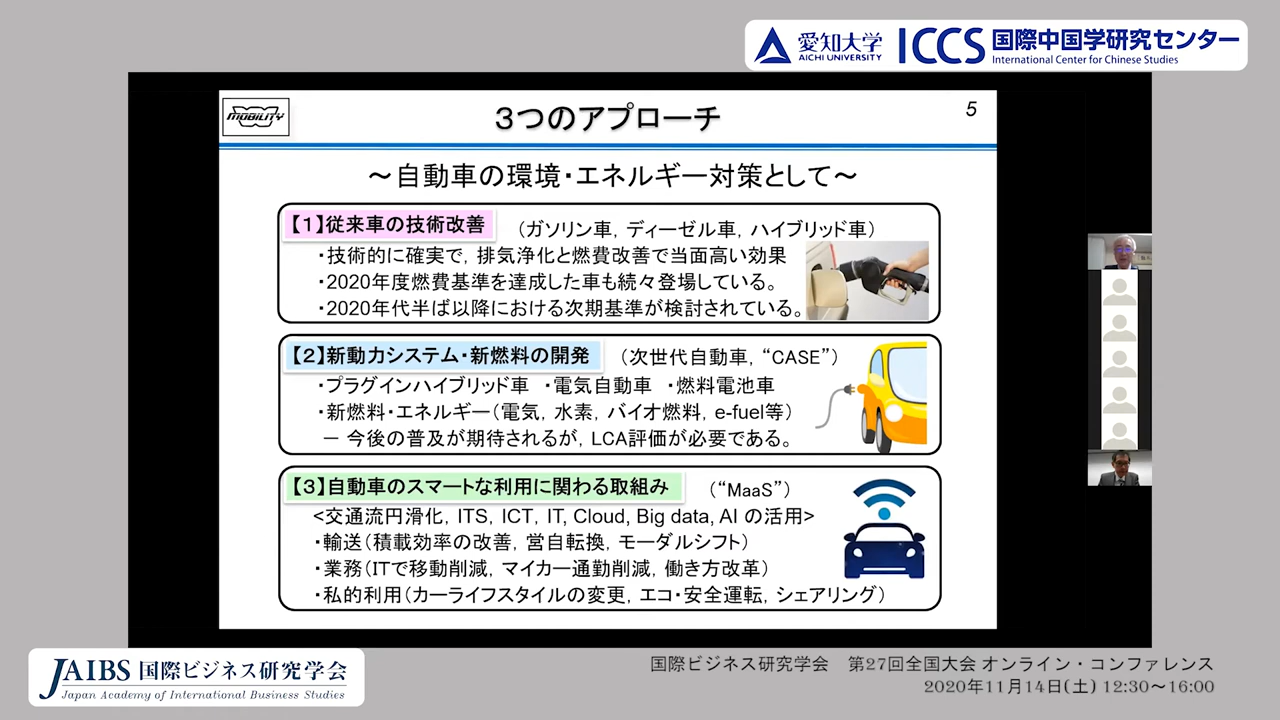 愛知大学
AICHI UNIVERSITY
ICCS 国際中国学研究センター
International Center for Chinese Studies
MOBILITY
3つのアプローチ
5
～自動車の環境・エネルギー対策として～
【1】従来車の技術改善 （ガソリン車，ディーゼル車，ハイブリッド車）
・技術的に確実で，排気浄化と燃費改善で当面高い効果
・2020年度燃費基準を達成した車も続々登場している。
・2020年代半ば以降における次期基準が検討されている。
【2】新動力システム・新燃料の開発 （次世代自動車，“CASE”）
・プラグインハイブリッド車 ・電気自動車 ・燃料電池車
・新燃料・エネルギー（電気，水素，バイオ燃料，e-fuel等）
－ 今後の普及が期待されるが，LCA評価が必要である。
【3】自動車のスマートな利用に関わる取組み （“MaaS”）
<交通流円滑化，ITS, ICT, IT, Cloud, Big data, AI の活用>
・輸送（積載効率の改善，営自転換，モーダルシフト）
・業務（ITで移動削減，マイカー通勤削減，働き方改革）
・私的利用（カーライフスタイルの変更，エコ・安全運転，シェアリング）
JAIBS 国際ビジネス研究学会
Japan Academy of International Business Studies
国際ビジネス研究学会 第27回全国大会 オンライン・コンファレンス
2020年11月14日(土) 12:30～16:00